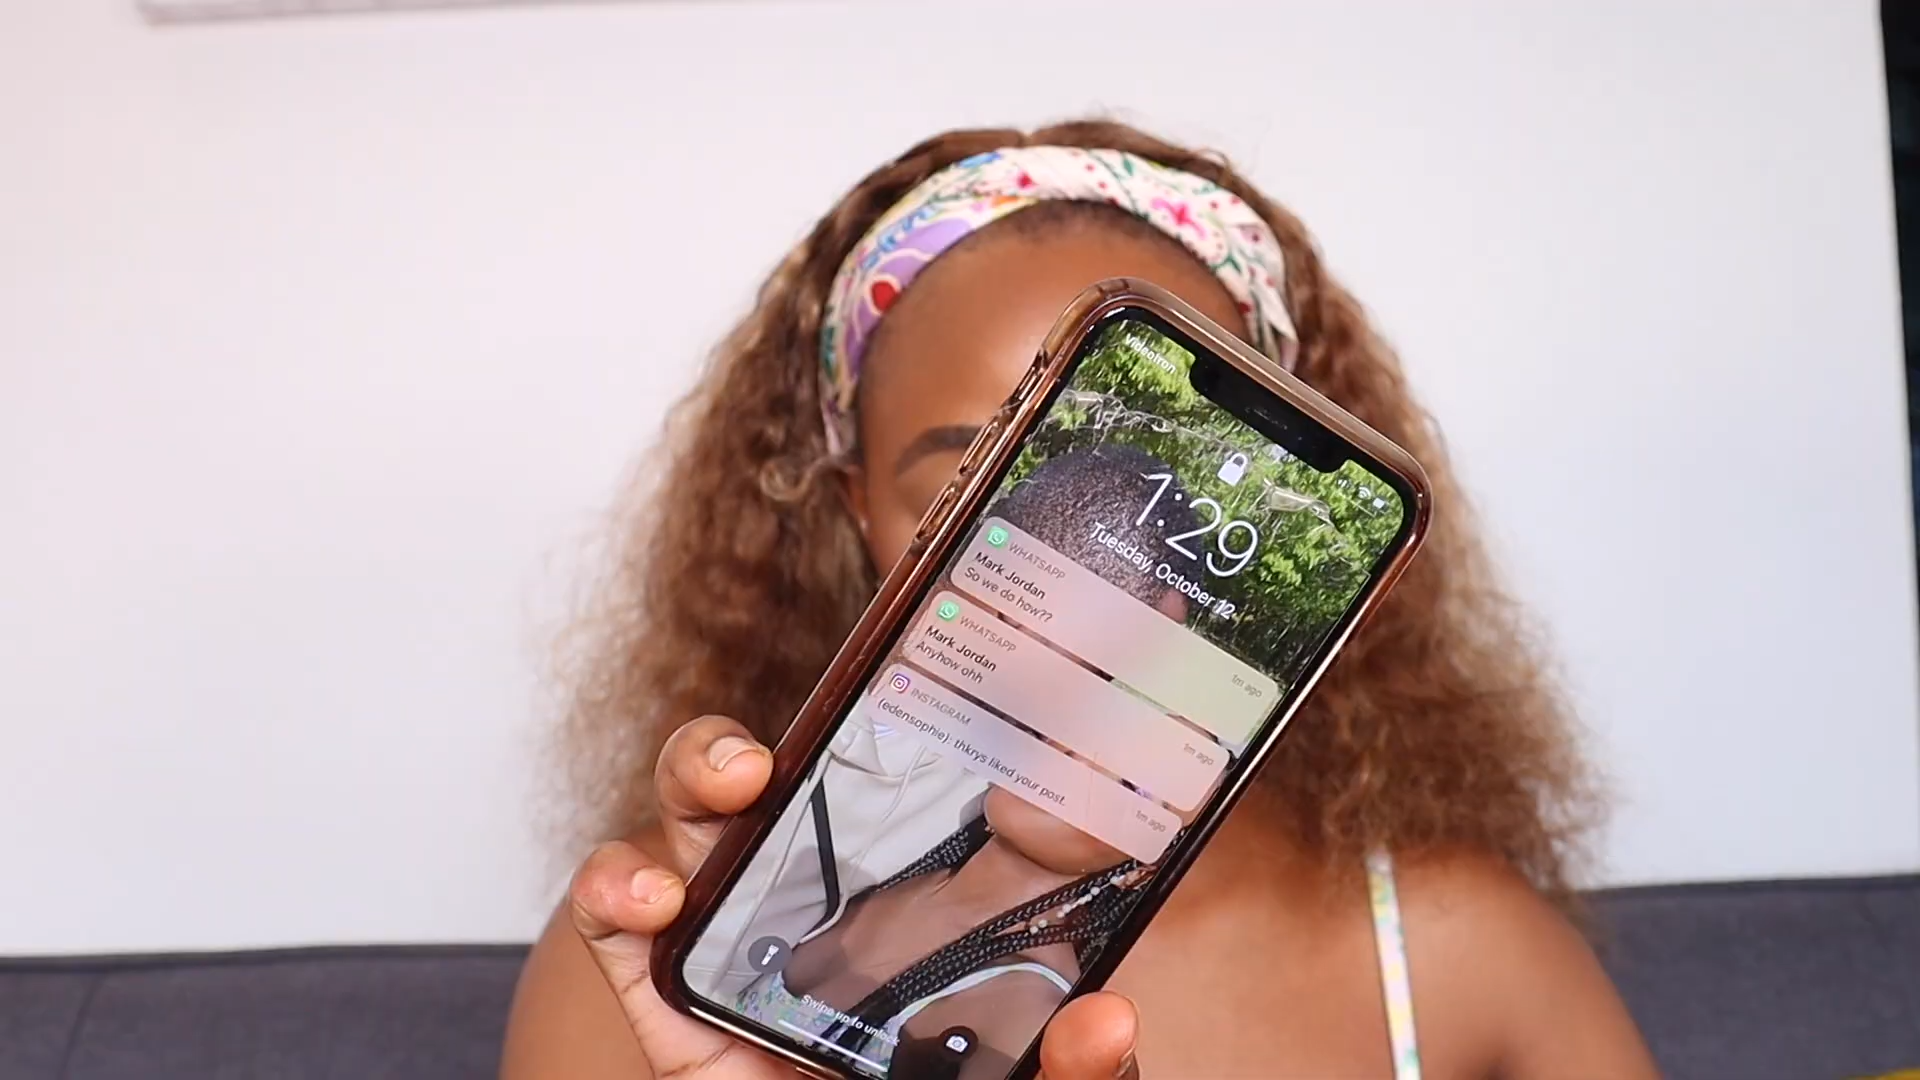 Videotron
1:29
Tuesday, October 12
WHATSAPP
Mark Jordan
So we do how??
1m ago
WHATSAPP
Mark Jordan
Anyhow ohh
1m ago
INSTAGRAM
(edensophie): thkrys liked your post.
1m ago
Swipe up to unlock